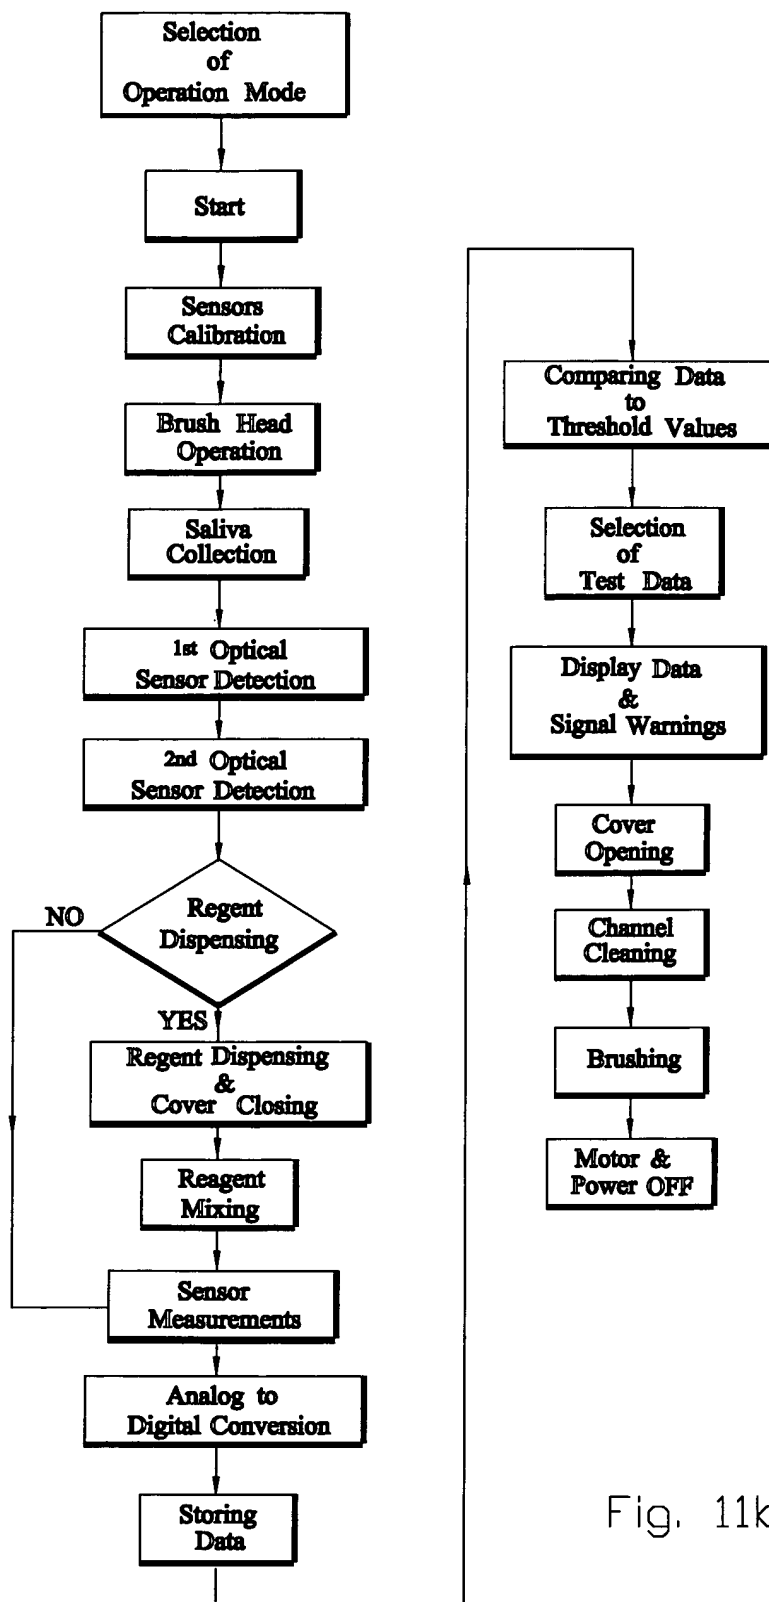 Selection
of
Operation Mode
Start
Sensors
Calibration
Brush Head
Operation
Saliva
Collection
1st Optical
Sensor Detection
2nd Optical
Sensor Detection
Regent
Dispensing
NO
YES
Regent Dispensing
&
Cover Closing
Reagent
Mixing
Sensor
Measurements
Analog to
Digital Conversion
Storing
Data
Comparing Data
to
Threshold Values
Selection
of
Test Data
Display Data
&
Signal Warnings
Cover
Opening
Channel
Cleaning
Brushing
Motor &
Power OFF
Fig. 11k